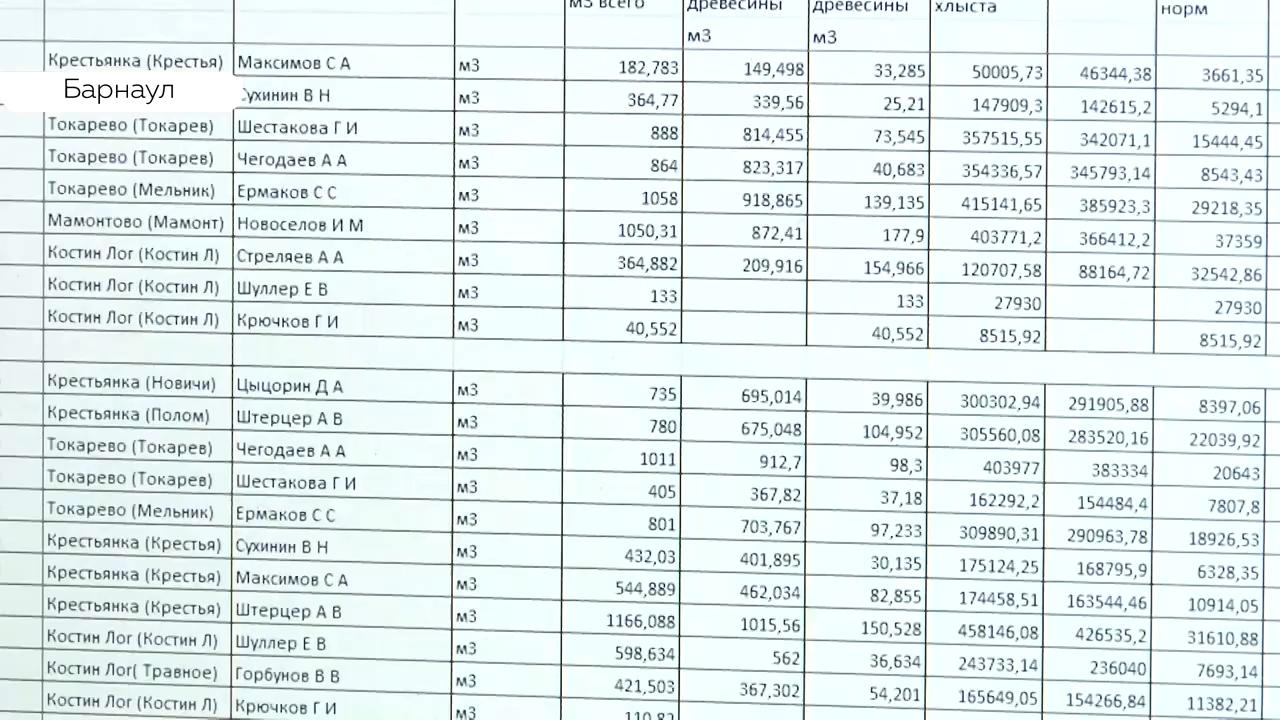 м3 всего древесины древесины хлыста норм
м3 м3
Крестьянка (Крестья) Максимов С А м3 182,783 149,498 33,285 50005,73 46344,38 3661,35
Барнаул
Сухинин В Н м3 364,77 339,56 25,21 147909,3 142615,2 5294,1
Токарево (Токарев) Шестакова Г И м3 888 814,455 73,545 357515,55 342071,1 15444,45
Токарево (Токарев) Чегодаев А А м3 864 823,317 40,683 354336,57 345793,14 8543,43
Токарево (Мельник) Ермаков С С м3 1058 918,865 139,135 415141,65 385923,3 29218,35
Мамонтово (Мамонт) Новоселов И М м3 1050,31 872,41 177,9 403771,2 366412,2 37359
Костин Лог (Костин Л) Стреляев А А м3 364,882 209,916 154,966 120707,58 88164,72 32542,86
Костин Лог (Костин Л) Шуллер Е В м3 133 133 27930 27930
Костин Лог (Костин Л) Крючков Г И м3 40,552 40,552 8515,92 8515,92
Крестьянка (Новичи) Цыцорин Д А м3 735 695,014 39,986 300302,94 291905,88 8397,06
Крестьянка (Полом) Штерцер А В м3 780 675,048 104,952 305560,08 283520,16 22039,92
Токарево (Токарев) Чегодаев А А м3 1011 912,7 98,3 403977 383334 20643
Токарево (Токарев) Шестакова Г И м3 405 367,82 37,18 162292,2 154484,4 7807,8
Токарево (Мельник) Ермаков С С м3 801 703,767 97,233 309890,31 290963,78 18926,53
Крестьянка (Крестья) Сухинин В Н м3 432,03 401,895 30,135 175124,25 168795,9 6328,35
Крестьянка (Крестья) Максимов С А м3 544,889 462,034 82,855 174458,51 163544,46 10914,05
Крестьянка (Крестья) Штерцер А В м3 1166,088 1015,56 150,528 458146,08 426535,2 31610,88
Костин Лог (Костин Л) Шуллер Е В м3 598,634 562 36,634 243733,14 236040 7693,14
Костин Лог( Травное) Горбунов В В м3 421,503 367,302 54,201 165649,05 154266,84 11382,21
Костин Лог (Костин Л) Крючков Г И м3 110,82